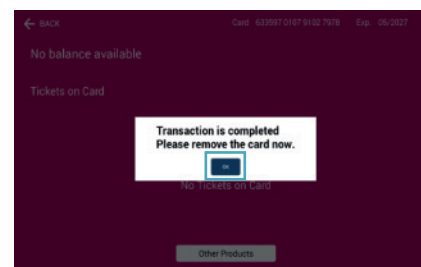 ← BACK
Card 633597 0107 9102 7978 Exp. 05/2027
No balance available
Tickets on Card
Transaction is completed
Please remove the card now.
OK
No Tickets on Card
Other Products